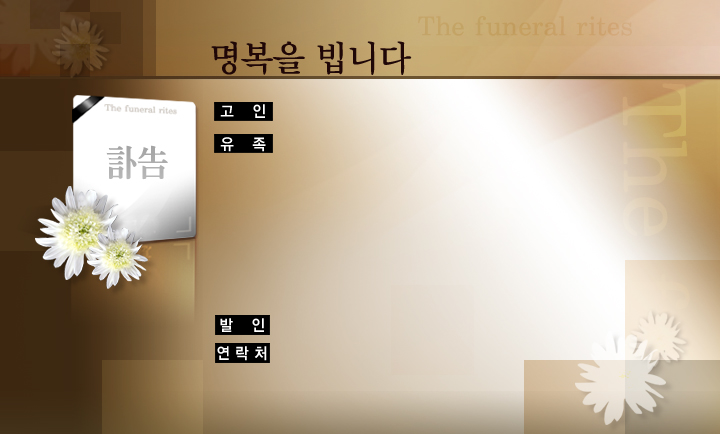 The funeral rites
명복을 빕니다
The funeral rites
訃告
고 인
유 족
발 인
연락처
The